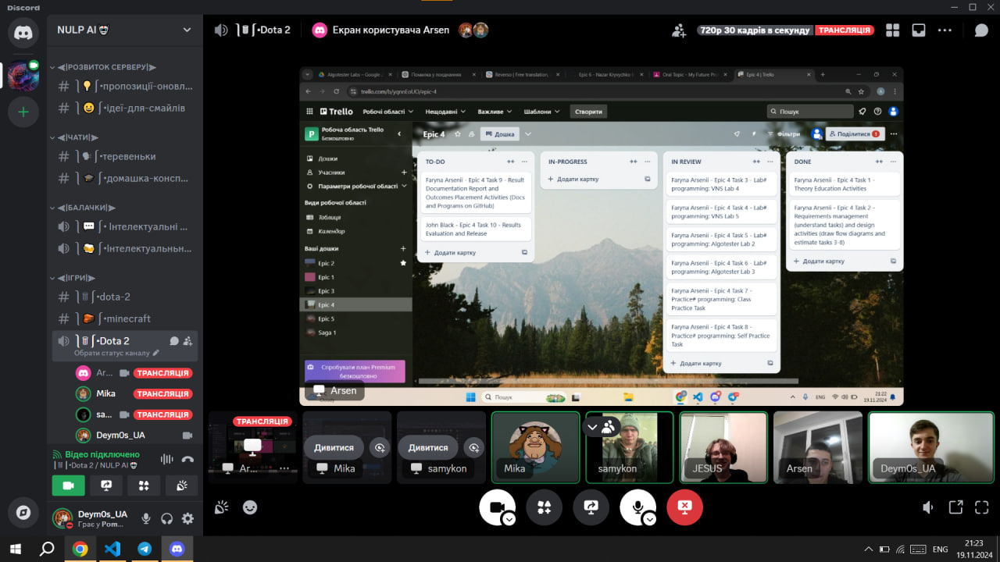 Discord
NULP AI
Dota 2
Екран користувача Arsen
720p 30 кадрів в секунду
ТРАНСЛЯЦІЯ
◀|РОЗВИТОК СЕРВЕРУ|▶
•пропозиції-оновл...
•ідеї-для-смайлів
◀|ЧАТИ|▶
•теревеньки
•домашка-консп...
◀|БАЛАЧКИ|▶
• Інтелектуальні ...
•Інтелектуальнн...
◀|ІГРИ|▶
•dota-2
•minecraft
•Dota 2
Обрати статус каналу
Ar...
ТРАНСЛЯЦІЯ
Mika
ТРАНСЛЯЦІЯ
sa...
ТРАНСЛЯЦІЯ
Deym0s_UA
Відео підключено
•Dota 2 / NULP AI
Deym0s_UA
Грає у Pom...
Algotester Labs – Google
Помилка у поєднаннях
Reverso | Free translation,
Epic 6 - Nazar Kryvychko
Oral Topic - My Future Pro
Epic 4 | Trello
trello.com/b/yqnnEoUO/epic-4
Trello
Робочі області
Нещодавні
Важливе
Шаблони
Створити
Пошук
P
Робоча область Trello
Безкоштовно
Epic 4
Дошка
Фільтри
Поділитися
1
Дошки
Учасники
Параметри робочої області
Види робочої області
Таблиця
Календар
Ваші дошки
Epic 2
Epic 1
Epic 3
Epic 4
Epic 5
Saga 1
Спробувати план Premium
безкоштовно
TO-DO
Faryna Arsenii - Epic 4 Task 9 - Result
Documentation Report and
Outcomes Placement Activities (Docs
and Programs on GitHub)
John Black - Epic 4 Task 10 - Results
Evaluation and Release
Додати картку
IN-PROGRESS
Додати картку
IN REVIEW
Faryna Arsenii - Epic 4 Task 3 - Lab#
programming: VNS Lab 4
Faryna Arsenii - Epic 4 Task 4 - Lab#
programming: VNS Lab 5
Faryna Arsenii - Epic 4 Task 5 - Lab#
programming: Algotester Lab 2
Faryna Arsenii - Epic 4 Task 6 - Lab#
programming: Algotester Lab 3
Faryna Arsenii - Epic 4 Task 7 -
Practice# programming: Class
Practice Task
Faryna Arsenii - Epic 4 Task 8 -
Practice# programming: Self Practice
Task
Додати картку
DONE
Faryna Arsenii - Epic 4 Task 1 -
Theory Education Activities
Faryna Arsenii - Epic 4 Task 2 -
Requirements management
(understand tasks) and design
activities (draw flow diagrams and
estimate tasks 3-8)
Додати картку
Arsen
Cloudy
Пошук
ENG
21:22
19.11.2024
ТРАНСЛЯЦІЯ
Ar...
Дивитися
Mika
Дивитися
samykon
Mika
samykon
JESUS
Arsen
Deym0s_UA
ENG
21:23
19.11.2024